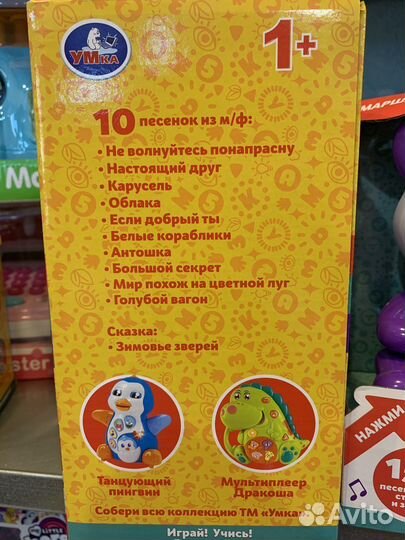 УМКА
1+
10 песенок из м/ф:
• Не волнуйтесь понапрасну
• Настоящий друг
• Карусель
• Облака
• Если добрый ты
• Белые кораблики
• Антошка
• Большой секрет
• Мир похож на цветной луг
• Голубой вагон
Сказка:
• Зимовье зверей
Танцующий
пингвин
Мультиплеер
Дракоша
Собери всю коллекцию ТМ «Умка»
Играй! Учись!
НАЖМИ
Avito